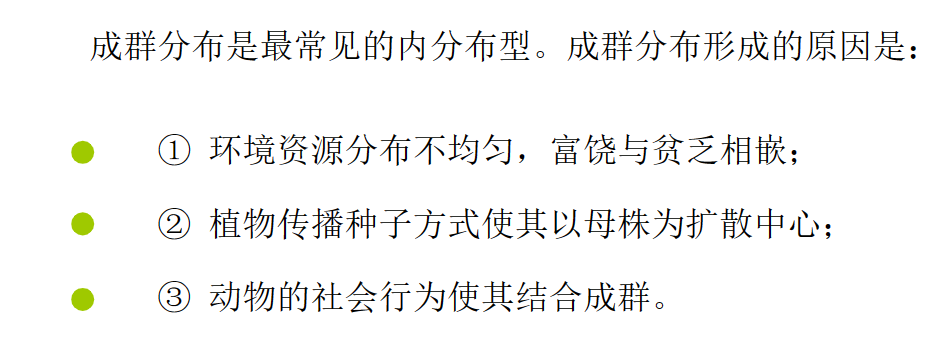 成群分布是最常见的内分布型。成群分布形成的原因是：
① 环境资源分布不均匀，富饶与贫乏相嵌；
② 植物传播种子方式使其以母株为扩散中心；
③ 动物的社会行为使其结合成群。